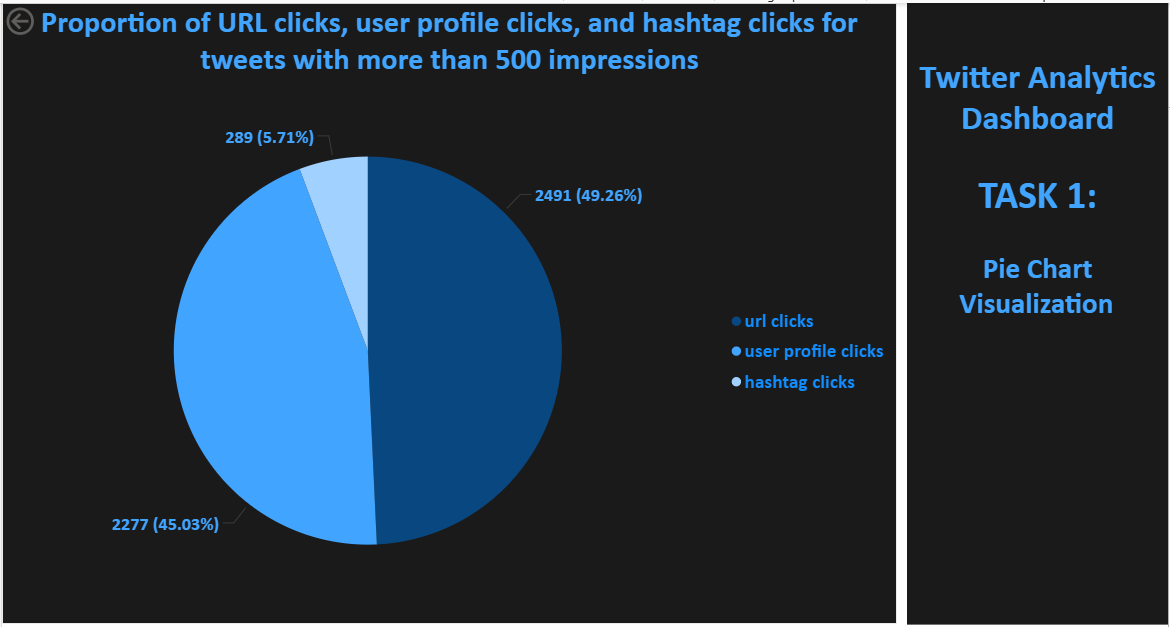 Proportion of URL clicks, user profile clicks, and hashtag clicks for
tweets with more than 500 impressions
289 (5.71%)
2491 (49.26%)
2277 (45.03%)
url clicks
user profile clicks
hashtag clicks
Twitter Analytics
Dashboard
TASK 1:
Pie Chart
Visualization